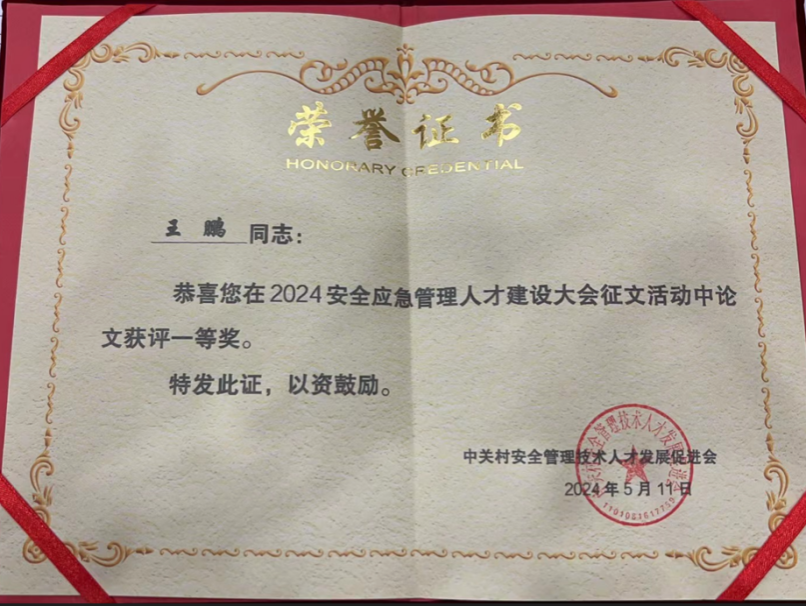 荣誉证书
HONORARY CREDENTIAL
王鹏 同志：
恭喜您在2024安全应急管理人才建设大会征文活动中论
文获评一等奖。
特发此证，以资鼓励。
中关村安全管理技术人才发展促进会
2024年5月11日